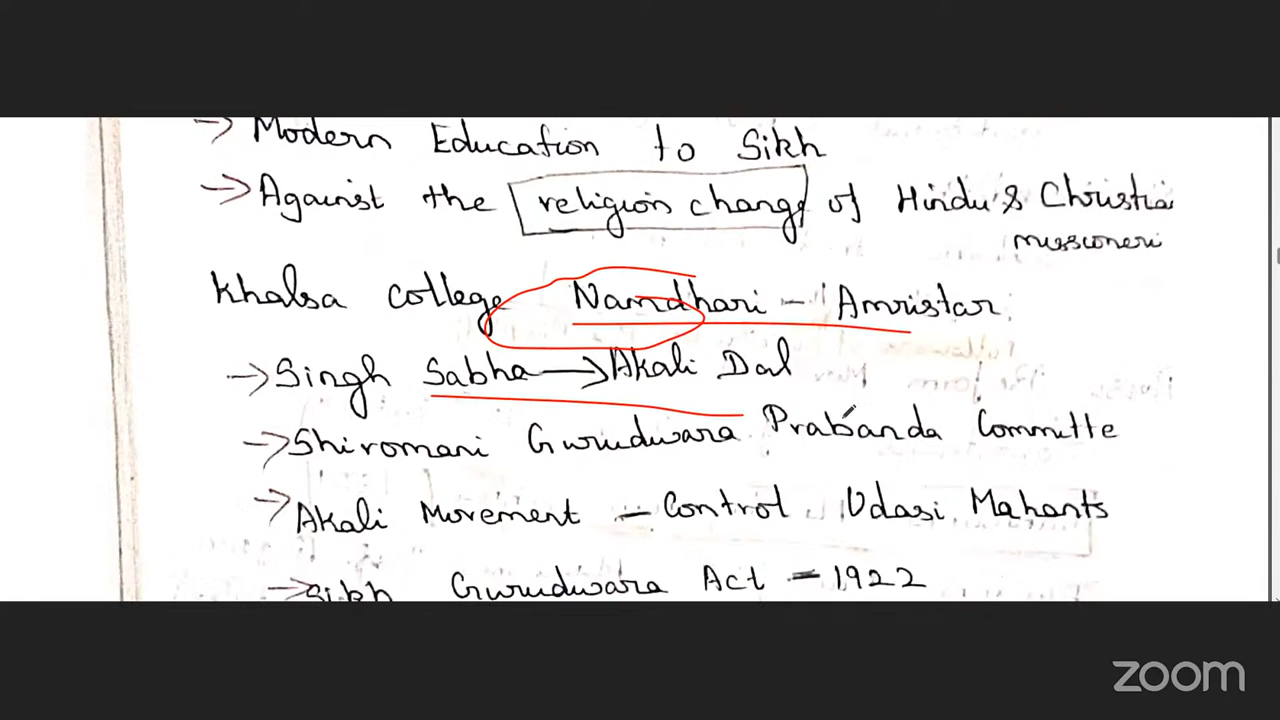 → Modern Education to Sikh
→ Against the religion change of Hindu & Christia
missioneri
Khalsa college Namdhari - Amristar
→ Singh Sabha → Akali Dal
→ Shiromani Gurudwara Prabanda Committe
→ Akali Movement - Control Udasi Mahants
→ Sikh Gurudwara Act - 1922
zoom